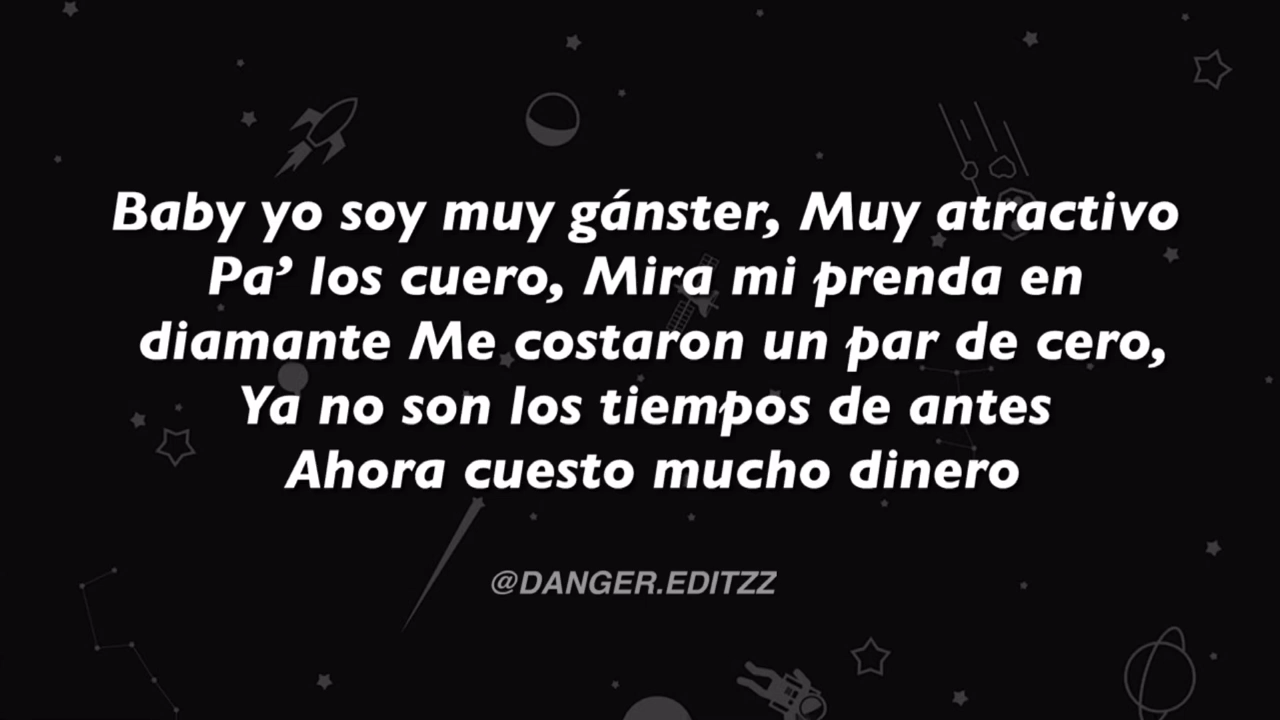 Baby yo soy muy gánster, Muy atractivo
Pa’ los cuero, Mira mi prenda en
diamante Me costaron un par de cero,
Ya no son los tiempos de antes
Ahora cuesto mucho dinero
@DANGER.EDITZZ